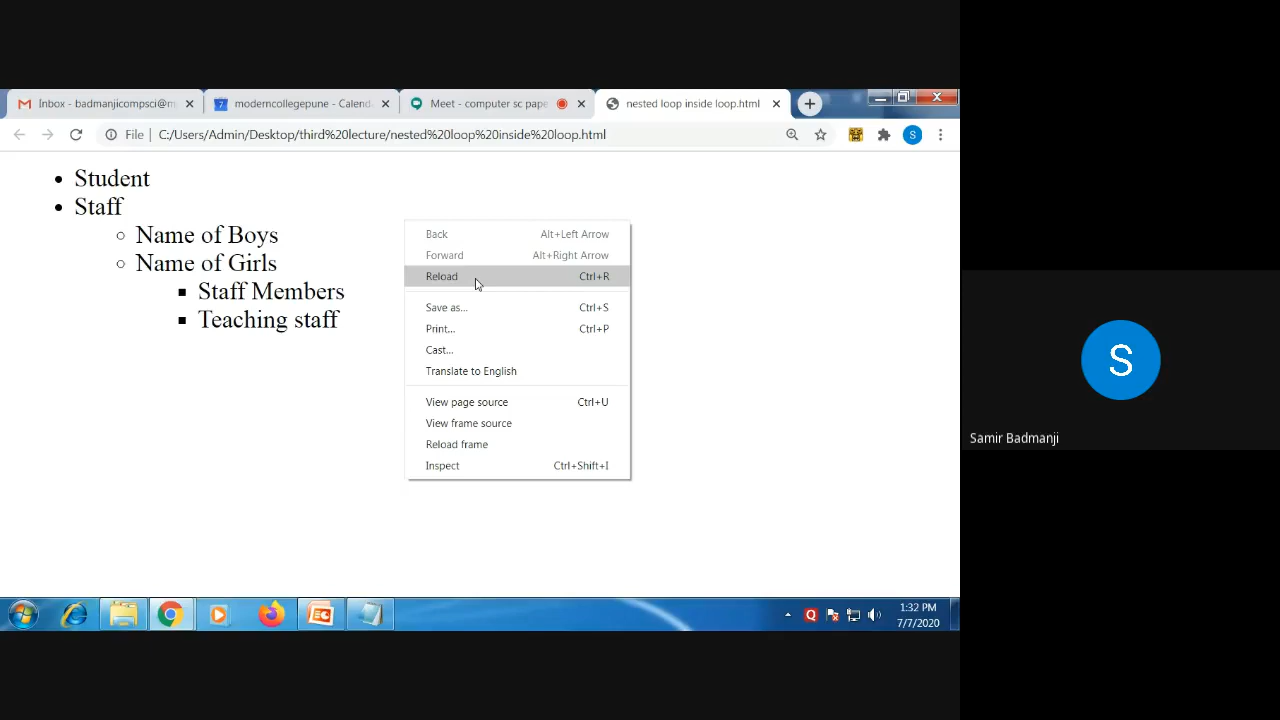 Inbox - badmanjicompsci@m
moderncollegepune - Calend
Meet - computer sc pape
nested loop inside loop.html
File
C:/Users/Admin/Desktop/third%20lecture/nested%20loop%20inside%20loop.html
S
Student
Staff
Name of Boys
Name of Girls
Staff Members
Teaching staff
Back Alt+Left Arrow
Forward Alt+Right Arrow
Reload Ctrl+R
Save as... Ctrl+S
Print... Ctrl+P
Cast...
Translate to English
View page source Ctrl+U
View frame source
Reload frame
Inspect Ctrl+Shift+I
S
Samir Badmanji
1:32 PM
7/7/2020